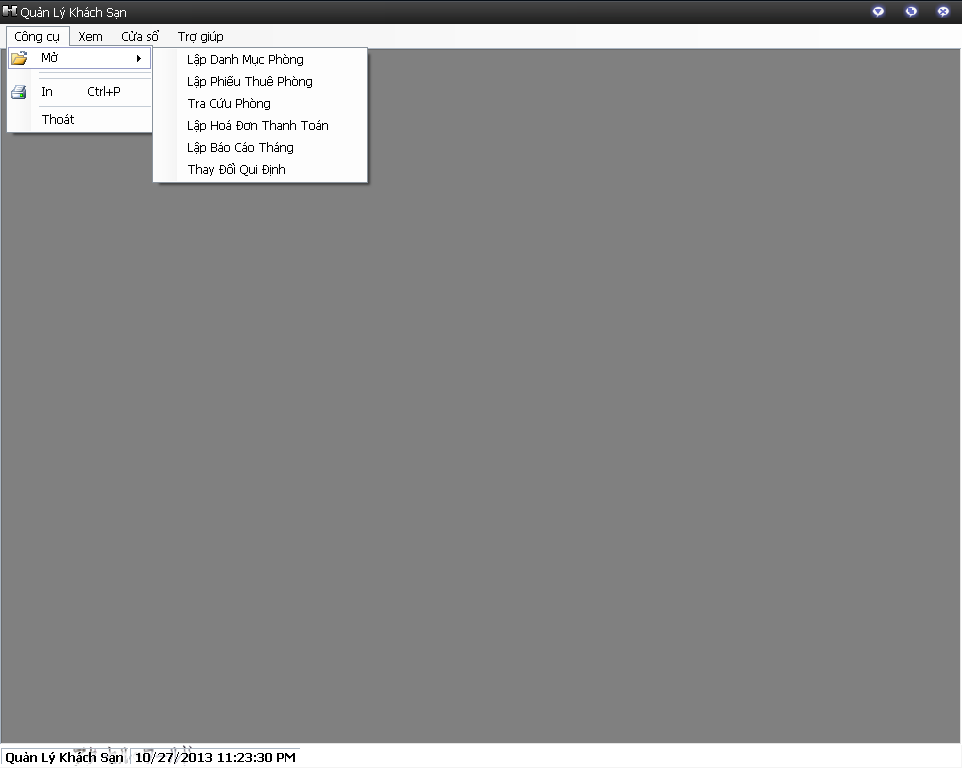 Quản Lý Khách Sạn
Công cụ Xem Cửa sổ Trợ giúp
Mở
In Ctrl+P
Thoát
Lập Danh Mục Phòng
Lập Phiếu Thuê Phòng
Tra Cứu Phòng
Lập Hoá Đơn Thanh Toán
Lập Báo Cáo Tháng
Thay Đổi Qui Định
Quản Lý Khách Sạn 10/27/2013 11:23:30 PM